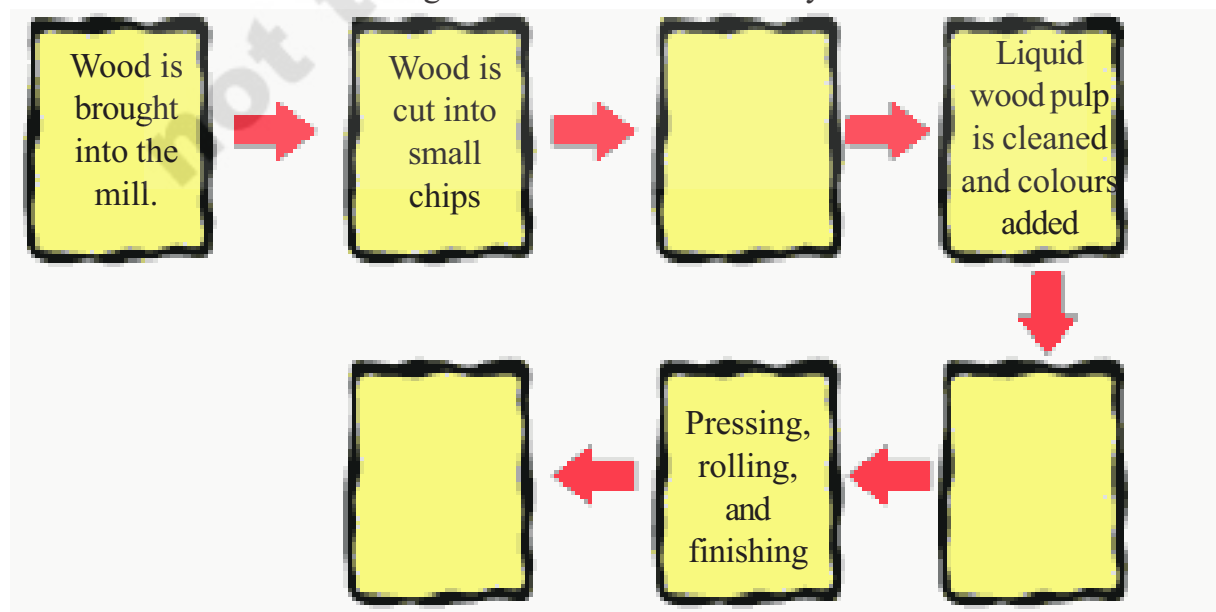 Wood is
brought
into the
mill.
Wood is
cut into
small
chips
Liquid
wood pulp
is cleaned
and colours
added
Pressing,
rolling,
and
finishing
not